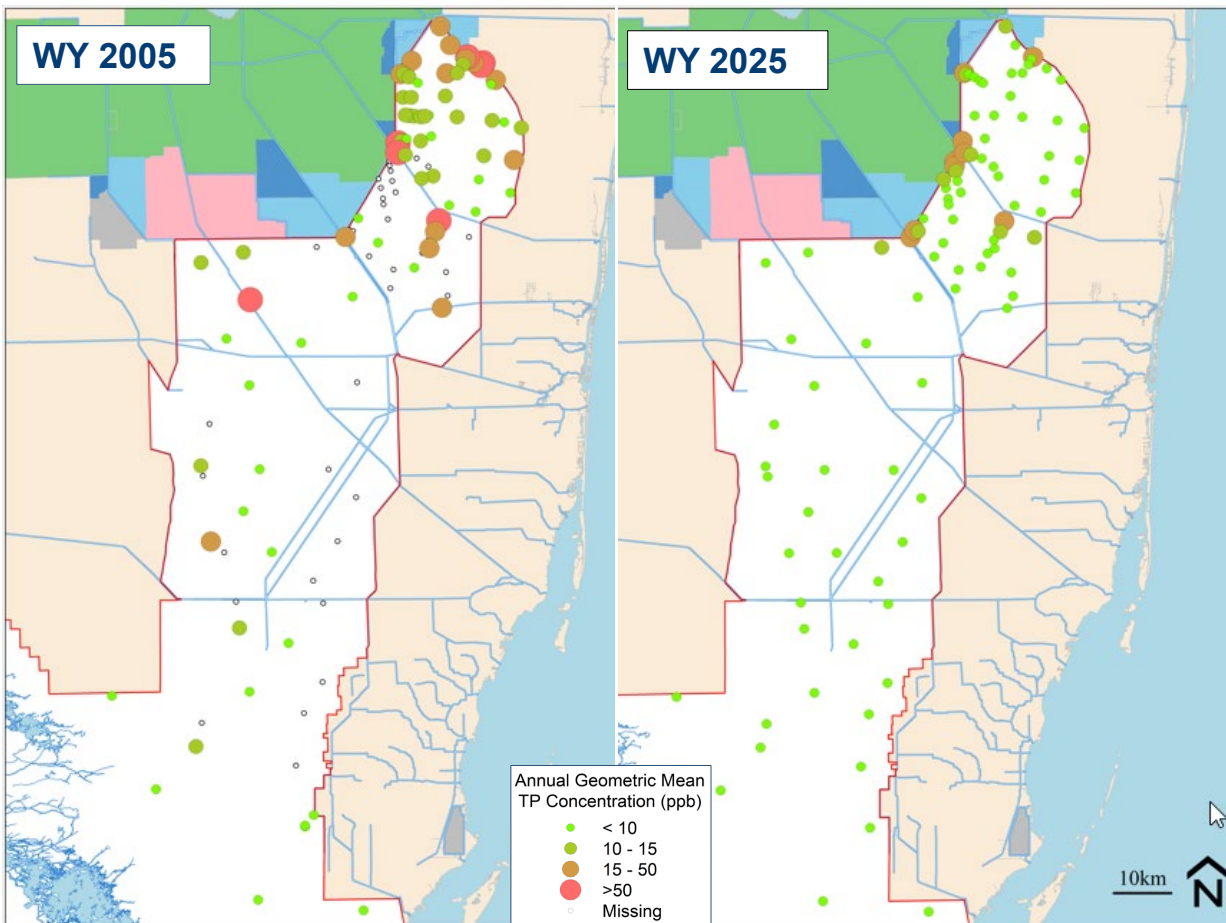 WY 2005
WY 2025
Annual Geometric Mean
TP Concentration (ppb)
< 10
10 - 15
15 - 50
>50
Missing
10km
N